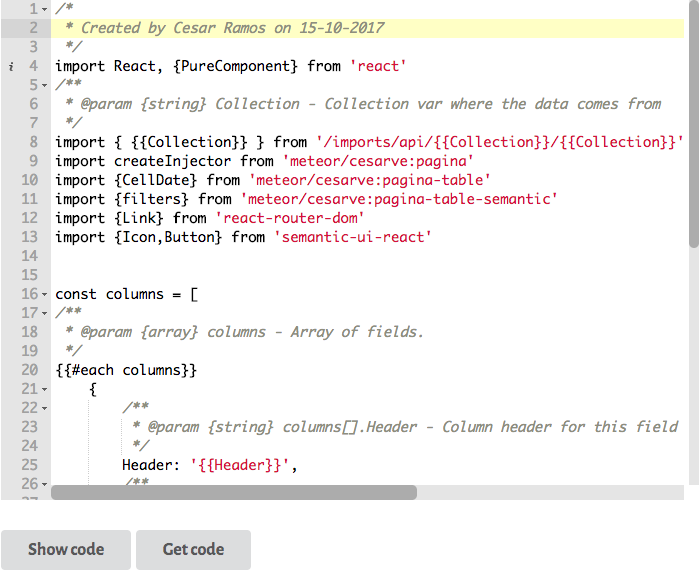 1 /*
2  * Created by Cesar Ramos on 15-10-2017
3  */
i 4 import React, {PureComponent} from 'react'
5 /**
6  * @param {string} Collection - Collection var where the data comes from
7  */
8 import { {{Collection}} } from '/imports/api/{{Collection}}/{{Collection}}'
9 import createInjector from 'meteor/cesarve:pagina'
10 import {CellDate} from 'meteor/cesarve:pagina-table'
11 import {filters} from 'meteor/cesarve:pagina-table-semantic'
12 import {Link} from 'react-router-dom'
13 import {Icon,Button} from 'semantic-ui-react'
14
15
16 const columns = [
17 /**
18  * @param {array} columns - Array of fields.
19  */
20 {{#each columns}}
21     {
22         /**
23          * @param {string} columns[].Header - Column header for this field
24          */
25         Header: '{{Header}}',
26         /**
27
Show code
Get code